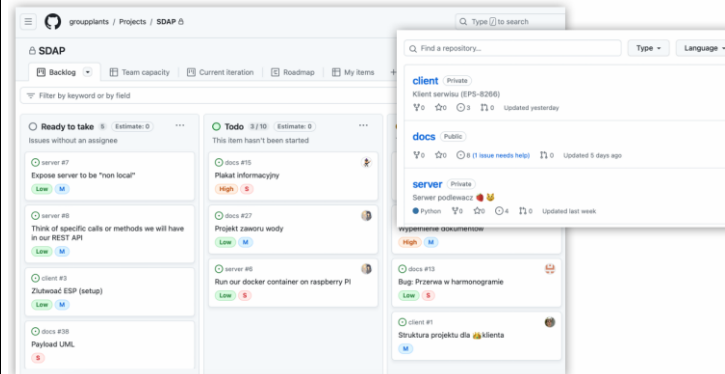 groupplants / Projects / SDAP
Type / to search
SDAP
Backlog
Team capacity
Current iteration
Roadmap
My items
Filter by keyword or by field
Ready to take 5 Estimate: 0
Issues without an assignee
server #7
Expose server to be "non local"
Low M
server #8
Think of specific calls or methods we will have
in our REST API
Low M
client #3
Zlutować ESP (setup)
Low M
docs #38
Payload UML
S
Todo 3 / 10 Estimate: 0
This item hasn't been started
docs #15
Plakat informacyjny
High S
docs #27
Projekt zaworu wody
Low M
server #6
Run our docker container on raspberry PI
Low S
Wypełnienie dokumentów
High M
docs #13
Bug: Przerwa w harmonogramie
Low S
client #1
Struktura projektu dla klienta
M
Find a repository...
Type
Language
client Private
Klient serwisu (EPS-8266)
0 0 3 0 Updated yesterday
docs Public
0 0 8 (1 issue needs help) 0 Updated 5 days ago
server Private
Serwer podlewacz
Python 0 0 4 0 Updated last week